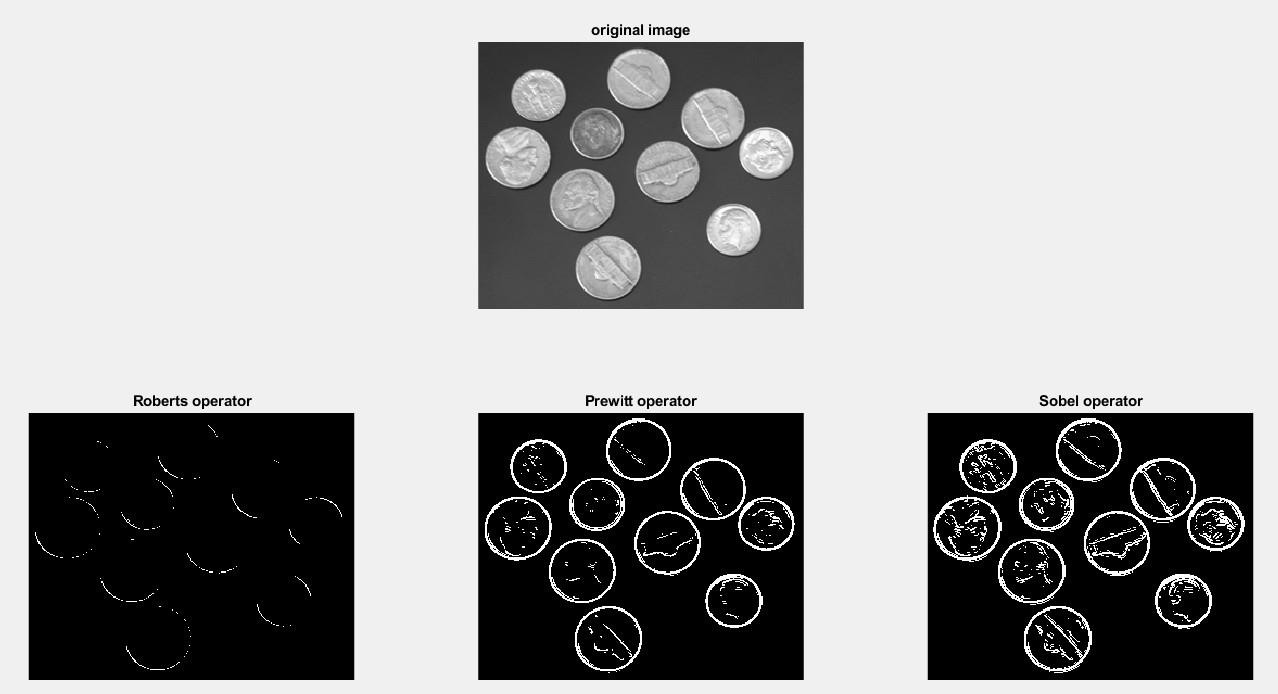 original image
Roberts operator
Prewitt operator
Sobel operator